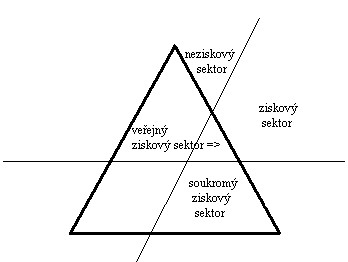 neziskový
sektor
ziskový
sektor
veřejný
ziskový sektor =>
soukromý
ziskový
sektor